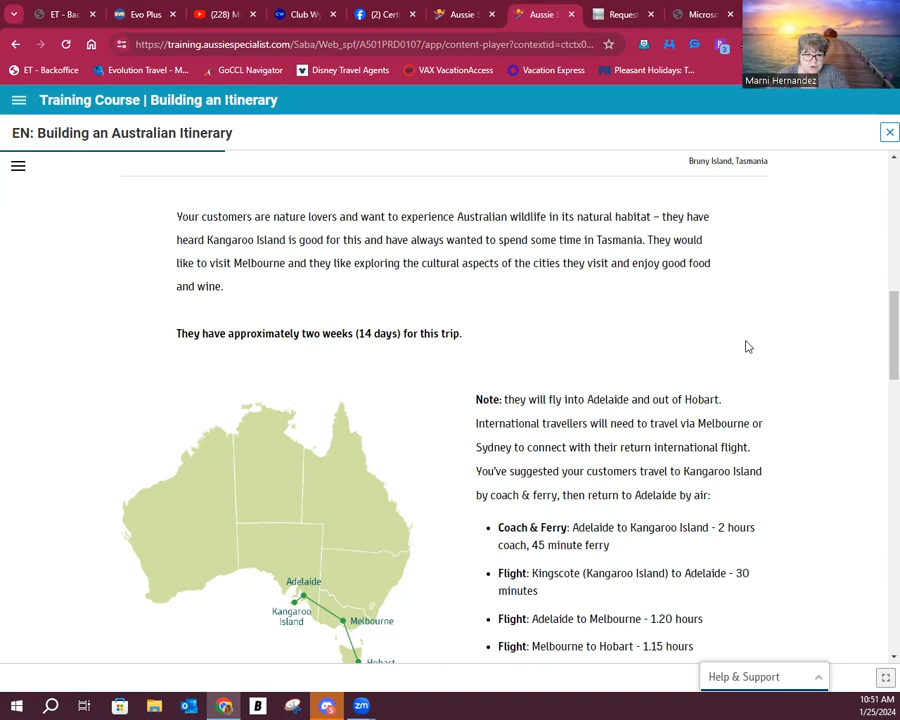 ET - Bac
Evo Plus
(228) M
Club Wy
(2) Certi
Aussie S
Aussie S
Request
Microso
https://training.aussiespecialist.com/Saba/Web_spf/A501PRD0107/app/content-player?contextid=ctctx0...
ET - Backoffice
Evolution Travel - M...
GoCCL Navigator
Disney Travel Agents
VAX VacationAccess
Vacation Express
Pleasant Holidays: T...
Marni Hernandez
Training Course | Building an Itinerary
EN: Building an Australian Itinerary
Bruny Island, Tasmania
Your customers are nature lovers and want to experience Australian wildlife in its natural habitat – they have
heard Kangaroo Island is good for this and have always wanted to spend some time in Tasmania. They would
like to visit Melbourne and they like exploring the cultural aspects of the cities they visit and enjoy good food
and wine.
They have approximately two weeks (14 days) for this trip.
Note: they will fly into Adelaide and out of Hobart.
International travellers will need to travel via Melbourne or
Sydney to connect with their return international flight.
You've suggested your customers travel to Kangaroo Island
by coach & ferry, then return to Adelaide by air:
• Coach & Ferry: Adelaide to Kangaroo Island - 2 hours
coach, 45 minute ferry
• Flight: Kingscote (Kangaroo Island) to Adelaide - 30
minutes
• Flight: Adelaide to Melbourne - 1.20 hours
• Flight: Melbourne to Hobart - 1.15 hours
Adelaide
Kangaroo
Island
Melbourne
Hobart
Help & Support
10:51 AM
1/25/2024